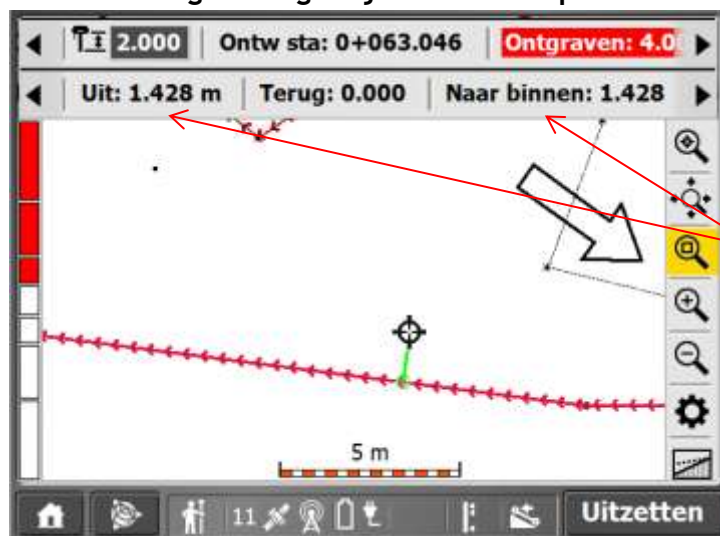 2.000 Ontw sta: 0+063.046 Ontgraven: 4.0
Uit: 1.428 m Terug: 0.000 Naar binnen: 1.428
5 m
11 Uitzetten